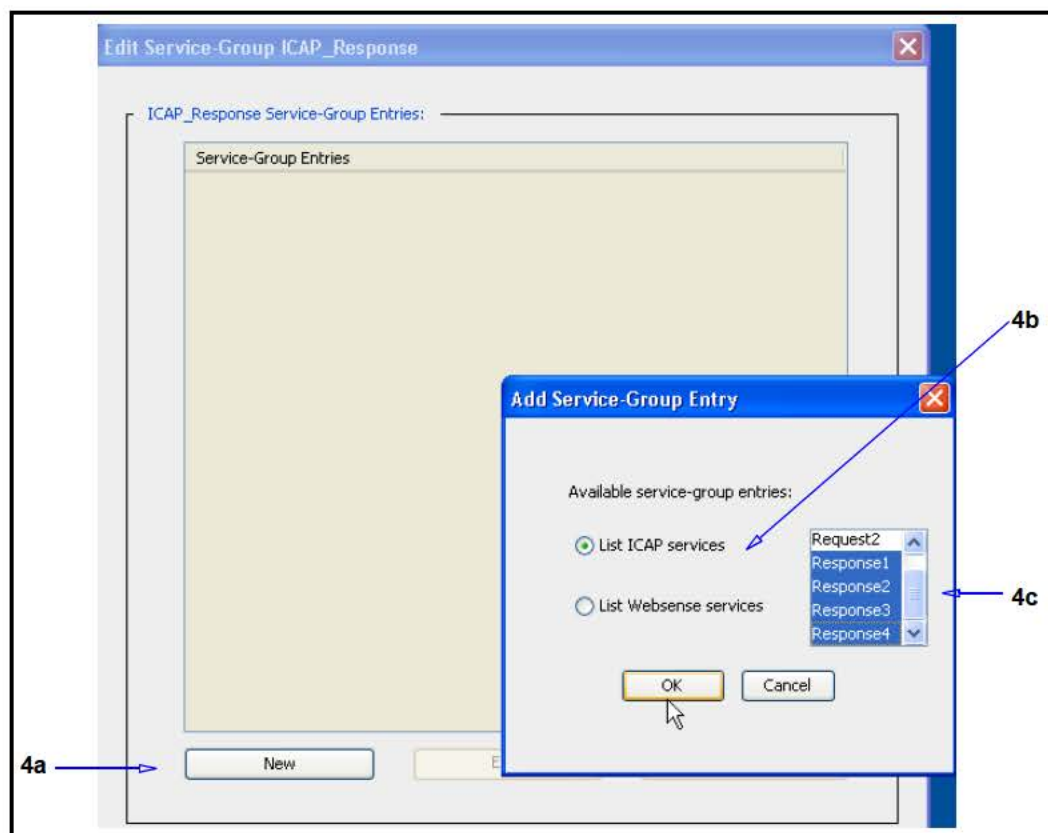 Edit Service-Group ICAP_Response
ICAP_Response Service-Group Entries:
Service-Group Entries
4b
Add Service-Group Entry
Available service-group entries:
List ICAP services
Request2
Response1
Response2
4c
List Websense services
Response3
Response4
OK
Cancel
4a
New